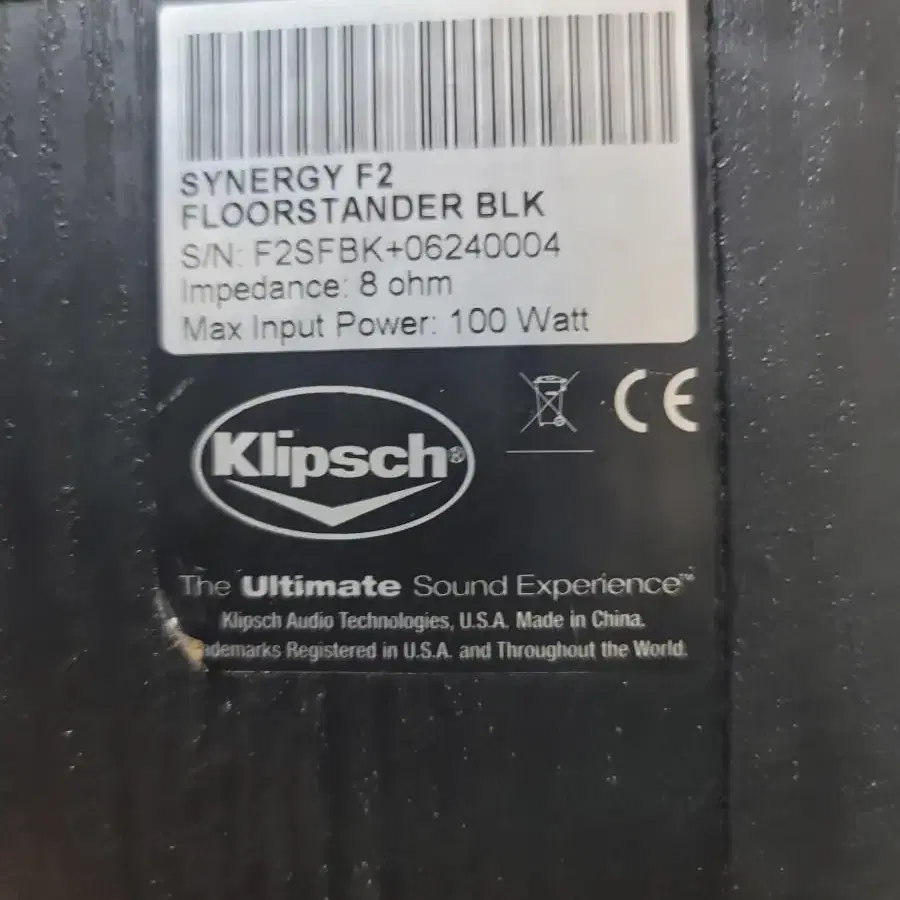 SYNERGY F2
FLOORSTANDER BLK
S/N: F2SFBK+06240004
Impedance: 8 ohm
Max Input Power: 100 Watt
CE
Klipsch®
The Ultimate Sound Experience™
Klipsch Audio Technologies, U.S.A. Made in China.
ademarks Registered in U.S.A. and Throughout the World.